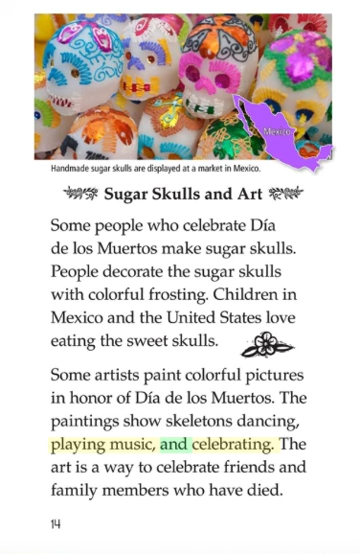 Mexico
Handmade sugar skulls are displayed at a market in Mexico.
Sugar Skulls and Art
Some people who celebrate Día
de los Muertos make sugar skulls.
People decorate the sugar skulls
with colorful frosting. Children in
Mexico and the United States love
eating the sweet skulls.
Some artists paint colorful pictures
in honor of Día de los Muertos. The
paintings show skeletons dancing,
playing music, and celebrating. The
art is a way to celebrate friends and
family members who have died.
14